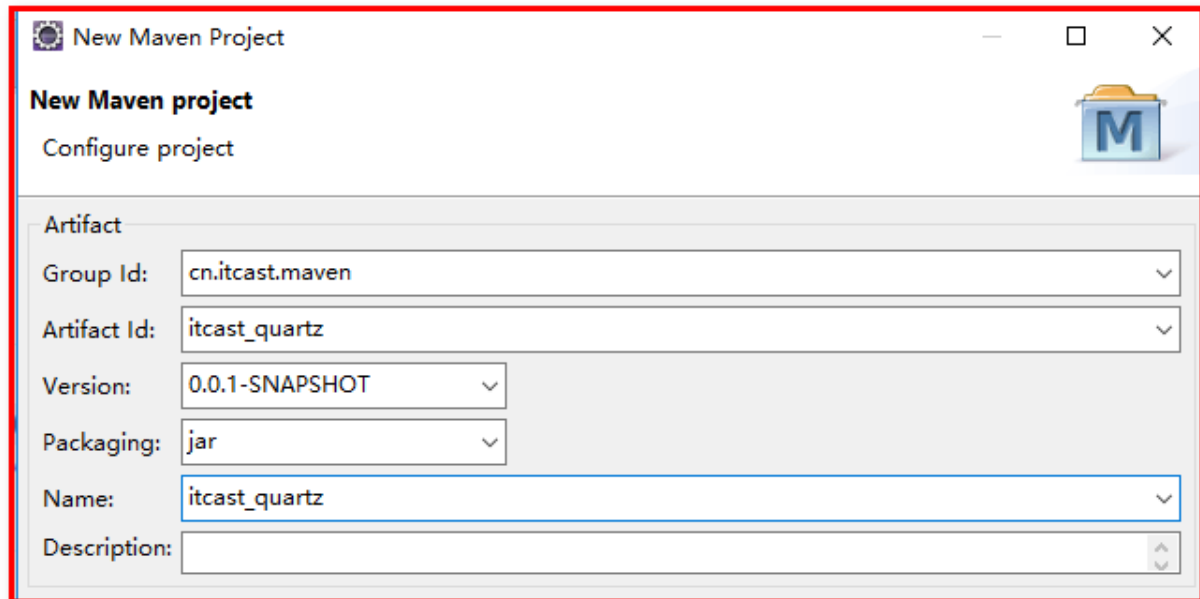 New Maven Project
New Maven project
Configure project
M
Artifact
Group Id: cn.itcast.maven
Artifact Id: itcast_quartz
Version: 0.0.1-SNAPSHOT
Packaging: jar
Name: itcast_quartz
Description: